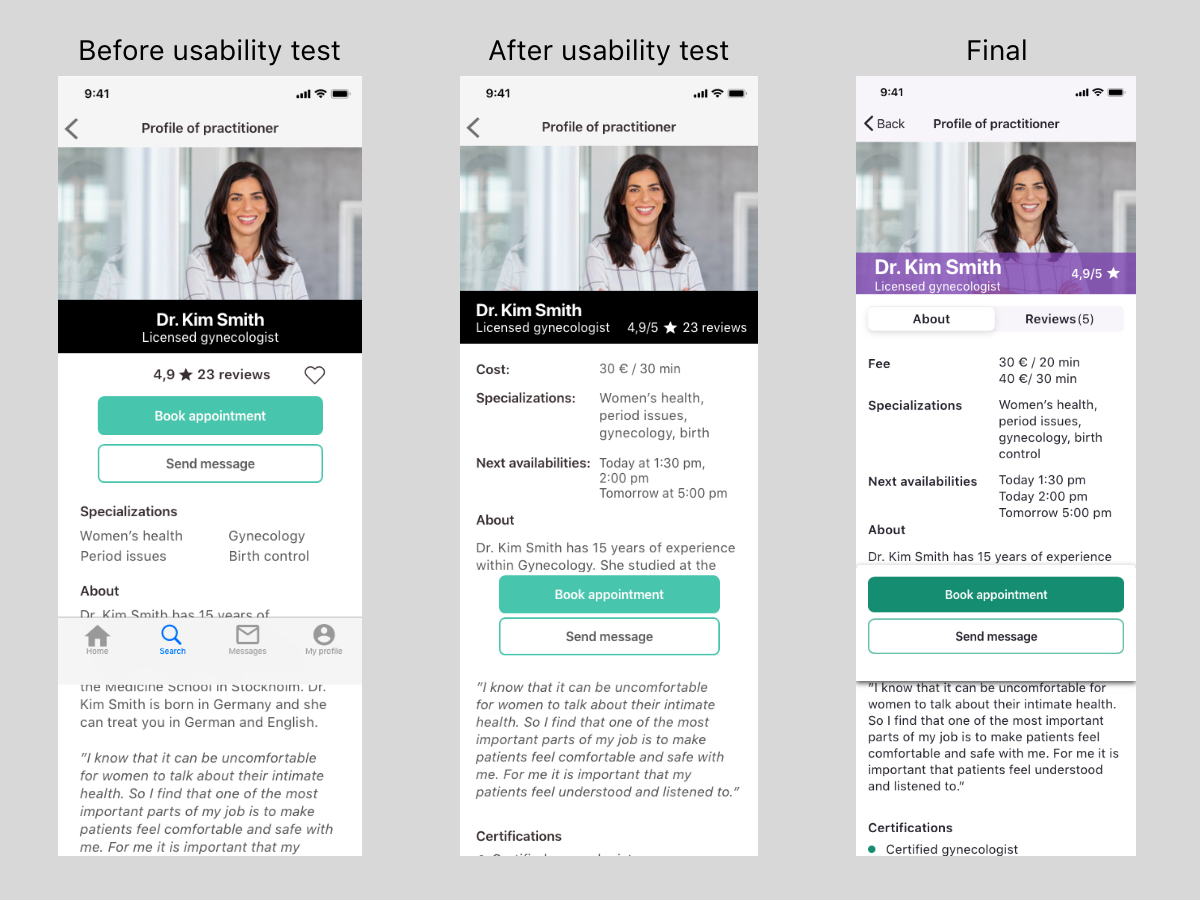 Before usability test
9:41
Profile of practitioner
Dr. Kim Smith
Licensed gynecologist
4,9 ★ 23 reviews
Book appointment
Send message
Specializations
Women's health Gynecology
Period issues Birth control
About
Dr. Kim Smith has 15 years of
Home Search Messages My profile
the Medicine School in Stockholm. Dr.
Kim Smith is born in Germany and she
can treat you in German and English.
"I know that it can be uncomfortable
for women to talk about their intimate
health. So I find that one of the most
important parts of my job is to make
patients feel comfortable and safe with
me. For me it is important that my
After usability test
9:41
Profile of practitioner
Dr. Kim Smith
Licensed gynecologist 4,9/5 ★ 23 reviews
Cost: 30 € / 30 min
Specializations: Women's health,
period issues,
gynecology, birth
Next availabilities: Today at 1:30 pm,
2:00 pm
Tomorrow at 5:00 pm
About
Dr. Kim Smith has 15 years of experience
within Gynecology. She studied at the
Book appointment
Send message
"I know that it can be uncomfortable
for women to talk about their intimate
health. So I find that one of the most
important parts of my job is to make
patients feel comfortable and safe with
me. For me it is important that my
patients feel understood and listened to."
Certifications
Certified gynecologist
Final
9:41
Back Profile of practitioner
Dr. Kim Smith
4,9/5 ★
Licensed gynecologist
About Reviews (5)
Fee 30 € / 20 min
40 €/ 30 min
Specializations Women's health,
period issues,
gynecology, birth
control
Next availabilities Today 1:30 pm
Today 2:00 pm
Tomorrow 5:00 pm
About
Dr. Kim Smith has 15 years of experience
Book appointment
Send message
"I know that it can be uncomfortable for
women to talk about their intimate health.
So I find that one of the most important
parts of my job is to make patients feel
comfortable and safe with me. For me it is
important that patients feel understood
and listened to."
Certifications
Certified gynecologist